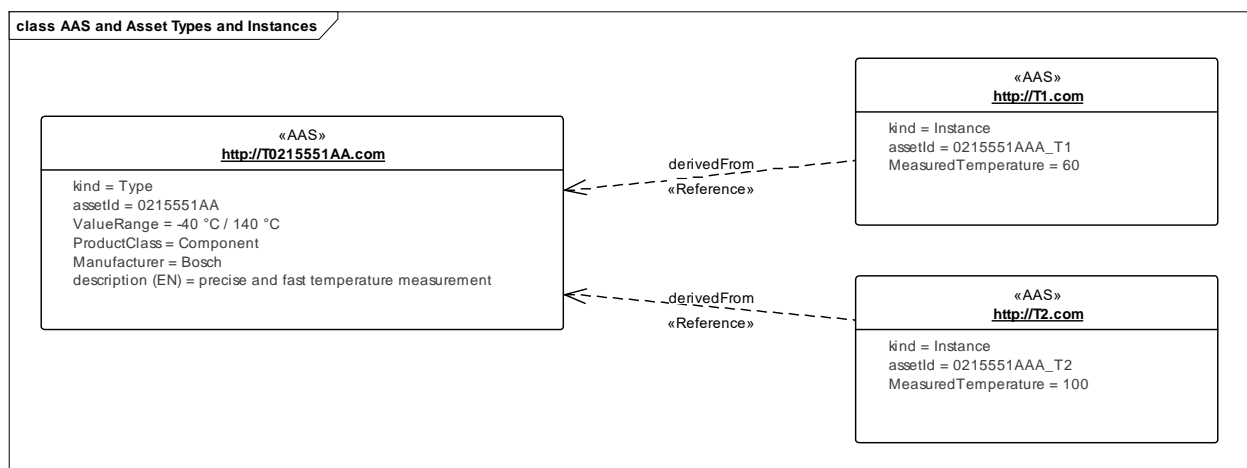 class AAS and Asset Types and Instances
«AAS»
http://T0215551AA.com
kind = Type
assetId = 0215551AA
ValueRange = -40 °C / 140 °C
ProductClass = Component
Manufacturer = Bosch
description (EN) = precise and fast temperature measurement
derivedFrom
«Reference»
«AAS»
http://T1.com
kind = Instance
assetId = 0215551AAA_T1
MeasuredTemperature = 60
derivedFrom
«Reference»
«AAS»
http://T2.com
kind = Instance
assetId = 0215551AAA_T2
MeasuredTemperature = 100